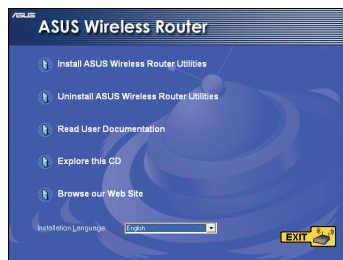 ASUS
ASUS Wireless Router
Install ASUS Wireless Router Utilities
Uninstall ASUS Wireless Router Utilities
Read User Documentation
Explore this CD
Browse our Web Site
Installation Language: English
EXIT